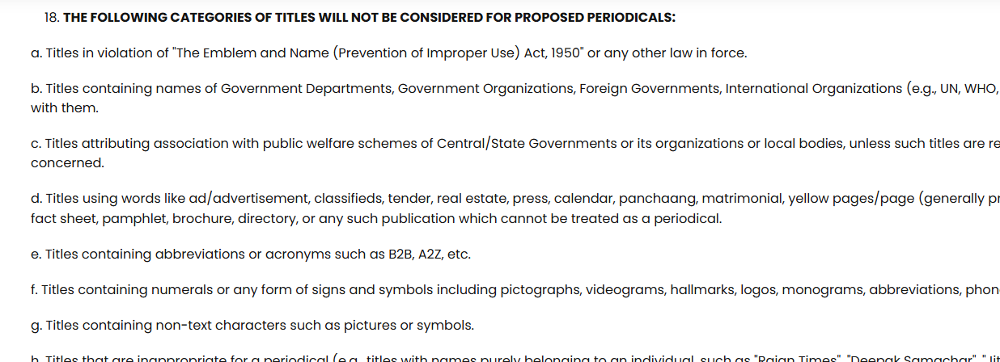 18. THE FOLLOWING CATEGORIES OF TITLES WILL NOT BE CONSIDERED FOR PROPOSED PERIODICALS:
a. Titles in violation of "The Emblem and Name (Prevention of Improper Use) Act, 1950" or any other law in force.
b. Titles containing names of Government Departments, Government Organizations, Foreign Governments, International Organizations (e.g., UN, WHO,
with them.
c. Titles attributing association with public welfare schemes of Central/State Governments or its organizations or local bodies, unless such titles are re
concerned.
d. Titles using words like ad/advertisement, classifieds, tender, real estate, press, calendar, panchaang, matrimonial, yellow pages/page (generally pr
fact sheet, pamphlet, brochure, directory, or any such publication which cannot be treated as a periodical.
e. Titles containing abbreviations or acronyms such as B2B, A2Z, etc.
f. Titles containing numerals or any form of signs and symbols including pictographs, videograms, hallmarks, logos, monograms, abbreviations, phon
g. Titles containing non-text characters such as pictures or symbols.
h. Titles that are inappropriate for a periodical (e.g., titles with names purely belonging to an individual, such as "Rajan Times", "Deepak Samachar", "